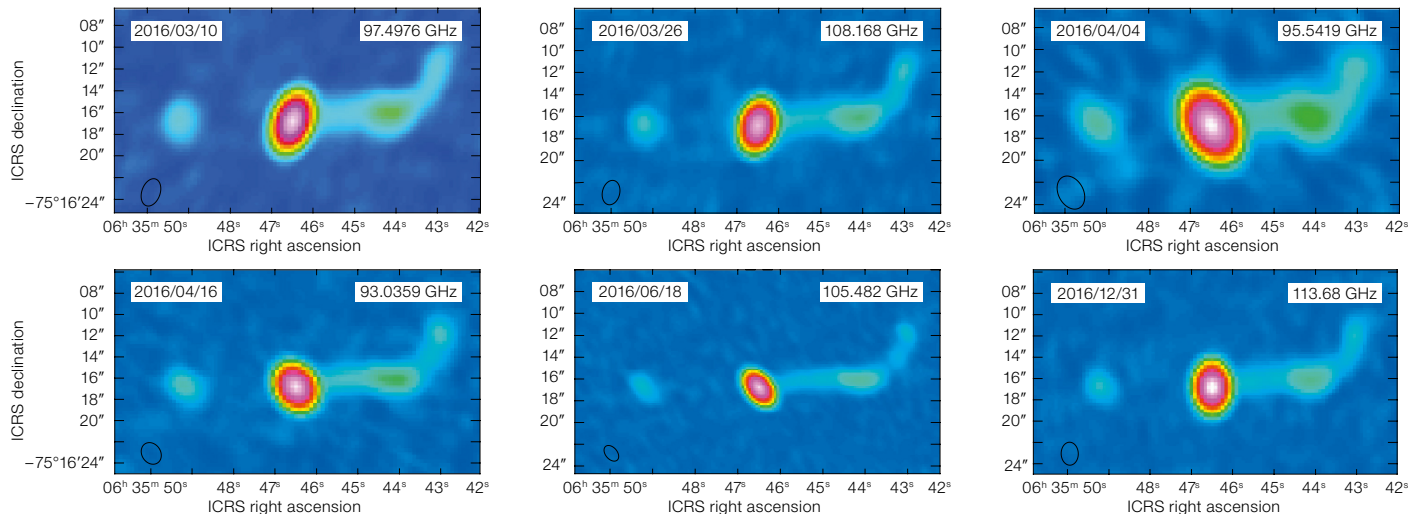 2016/03/10 97.4976 GHz
ICRS declination
08″
10″
12″
14″
16″
18″
20″
−75°16′24″
06ʰ 35ᵐ 50ˢ 48ˢ 47ˢ 46ˢ 45ˢ 44ˢ 43ˢ 42ˢ
ICRS right ascension
2016/03/26 108.168 GHz
08″
10″
12″
14″
16″
18″
20″
24″
06ʰ 35ᵐ 50ˢ 48ˢ 47ˢ 46ˢ 45ˢ 44ˢ 43ˢ 42ˢ
ICRS right ascension
2016/04/04 95.5419 GHz
08″
10″
12″
14″
16″
18″
20″
24″
06ʰ 35ᵐ 50ˢ 48ˢ 47ˢ 46ˢ 45ˢ 44ˢ 43ˢ 42ˢ
ICRS right ascension
2016/04/16 93.0359 GHz
ICRS declination
08″
10″
12″
14″
16″
18″
20″
−75°16′24″
06ʰ 35ᵐ 50ˢ 48ˢ 47ˢ 46ˢ 45ˢ 44ˢ 43ˢ 42ˢ
ICRS right ascension
2016/06/18 105.482 GHz
08″
10″
12″
14″
16″
18″
20″
24″
06ʰ 35ᵐ 50ˢ 48ˢ 47ˢ 46ˢ 45ˢ 44ˢ 43ˢ 42ˢ
ICRS right ascension
2016/12/31 113.68 GHz
08″
10″
12″
14″
16″
18″
20″
24″
06ʰ 35ᵐ 50ˢ 48ˢ 47ˢ 46ˢ 45ˢ 44ˢ 43ˢ 42ˢ
ICRS right ascension